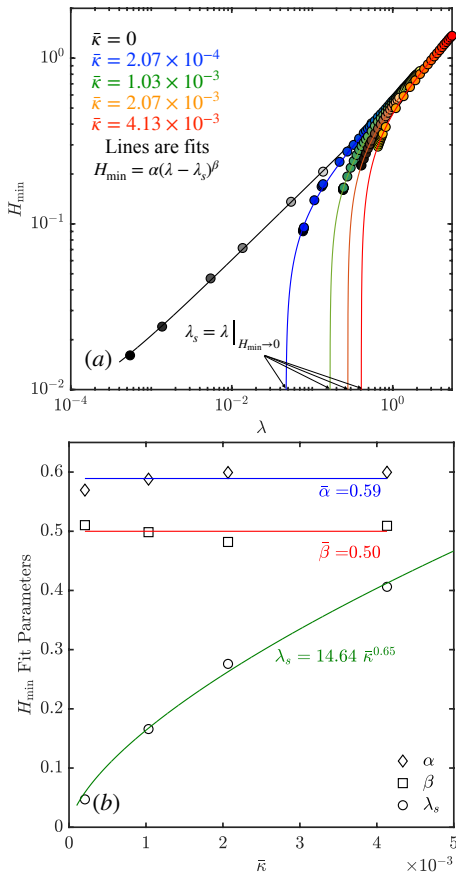 10^0
10^{-1}
10^{-2}
H_min
κ̄ = 0
κ̄ = 2.07 × 10^{-4}
κ̄ = 1.03 × 10^{-3}
κ̄ = 2.07 × 10^{-3}
κ̄ = 4.13 × 10^{-3}
Lines are fits
H_min = α(λ − λ_s)^β
λ_s = λ|_{H_min→0}
(a)
10^{-4}
10^{-2}
10^0
λ
0.6
0.5
0.4
0.3
0.2
0.1
0
H_min Fit Parameters
ᾱ =0.59
β̄ =0.50
λ_s = 14.64 κ̄^{0.65}
α
β
λ_s
(b)
0
1
2
3
4
5
×10^{-3}
κ̄